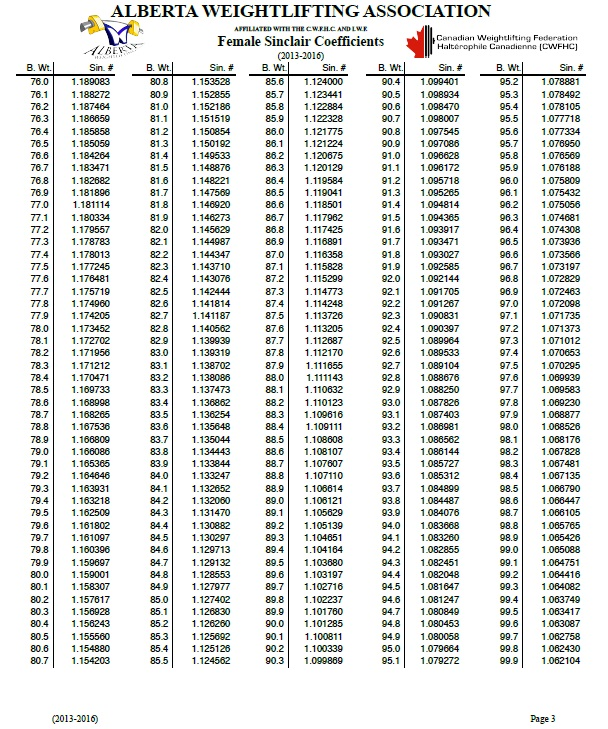 ALBERTA WEIGHTLIFTING ASSOCIATION
AFFILIATED WITH THE C.W.F.H.C. AND I.W.F.
Female Sinclair Coefficients
(2013-2016)
ALBERTA
Canadian Weightlifting Federation
Haltérophile Canadienne (CWFHC)
B. Wt. Sin. # B. Wt. Sin. # B. Wt. Sin. # B. Wt. Sin. # B. Wt. Sin. #
76.0 1.189083 80.8 1.153528 85.6 1.124000 90.4 1.099401 95.2 1.078881
76.1 1.188272 80.9 1.152855 85.7 1.123441 90.5 1.098934 95.3 1.078492
76.2 1.187464 81.0 1.152186 85.8 1.122884 90.6 1.098470 95.4 1.078105
76.3 1.186659 81.1 1.151519 85.9 1.122328 90.7 1.098007 95.5 1.077718
76.4 1.185858 81.2 1.150854 86.0 1.121775 90.8 1.097545 95.6 1.077334
76.5 1.185059 81.3 1.150192 86.1 1.121224 90.9 1.097086 95.7 1.076950
76.6 1.184264 81.4 1.149533 86.2 1.120675 91.0 1.096628 95.8 1.076569
76.7 1.183471 81.5 1.148876 86.3 1.120129 91.1 1.096172 95.9 1.076188
76.8 1.182682 81.6 1.148221 86.4 1.119584 91.2 1.095718 96.0 1.075809
76.9 1.181896 81.7 1.147569 86.5 1.119041 91.3 1.095265 96.1 1.075432
77.0 1.181114 81.8 1.146920 86.6 1.118501 91.4 1.094814 96.2 1.075056
77.1 1.180334 81.9 1.146273 86.7 1.117962 91.5 1.094365 96.3 1.074681
77.2 1.179557 82.0 1.145629 86.8 1.117425 91.6 1.093917 96.4 1.074308
77.3 1.178783 82.1 1.144987 86.9 1.116891 91.7 1.093471 96.5 1.073936
77.4 1.178013 82.2 1.144347 87.0 1.116358 91.8 1.093027 96.6 1.073566
77.5 1.177245 82.3 1.143710 87.1 1.115828 91.9 1.092585 96.7 1.073197
77.6 1.176481 82.4 1.143076 87.2 1.115299 92.0 1.092144 96.8 1.072829
77.7 1.175719 82.5 1.142444 87.3 1.114773 92.1 1.091705 96.9 1.072463
77.8 1.174960 82.6 1.141814 87.4 1.114248 92.2 1.091267 97.0 1.072098
77.9 1.174205 82.7 1.141187 87.5 1.113726 92.3 1.090831 97.1 1.071735
78.0 1.173452 82.8 1.140562 87.6 1.113205 92.4 1.090397 97.2 1.071373
78.1 1.172702 82.9 1.139939 87.7 1.112687 92.5 1.089964 97.3 1.071012
78.2 1.171956 83.0 1.139319 87.8 1.112170 92.6 1.089533 97.4 1.070653
78.3 1.171212 83.1 1.138702 87.9 1.111655 92.7 1.089104 97.5 1.070295
78.4 1.170471 83.2 1.138086 88.0 1.111143 92.8 1.088676 97.6 1.069939
78.5 1.169733 83.3 1.137473 88.1 1.110632 92.9 1.088250 97.7 1.069583
78.6 1.168998 83.4 1.136862 88.2 1.110123 93.0 1.087826 97.8 1.069230
78.7 1.168265 83.5 1.136254 88.3 1.109616 93.1 1.087403 97.9 1.068877
78.8 1.167536 83.6 1.135648 88.4 1.109111 93.2 1.086981 98.0 1.068526
78.9 1.166809 83.7 1.135044 88.5 1.108608 93.3 1.086562 98.1 1.068176
79.0 1.166086 83.8 1.134443 88.6 1.108107 93.4 1.086144 98.2 1.067828
79.1 1.165365 83.9 1.133844 88.7 1.107607 93.5 1.085727 98.3 1.067481
79.2 1.164646 84.0 1.133247 88.8 1.107110 93.6 1.085312 98.4 1.067135
79.3 1.163931 84.1 1.132652 88.9 1.106614 93.7 1.084899 98.5 1.066790
79.4 1.163218 84.2 1.132060 89.0 1.106121 93.8 1.084487 98.6 1.066447
79.5 1.162509 84.3 1.131470 89.1 1.105629 93.9 1.084076 98.7 1.066105
79.6 1.161802 84.4 1.130882 89.2 1.105139 94.0 1.083668 98.8 1.065765
79.7 1.161097 84.5 1.130297 89.3 1.104651 94.1 1.083260 98.9 1.065426
79.8 1.160396 84.6 1.129713 89.4 1.104164 94.2 1.082855 99.0 1.065088
79.9 1.159697 84.7 1.129132 89.5 1.103680 94.3 1.082451 99.1 1.064751
80.0 1.159001 84.8 1.128553 89.6 1.103197 94.4 1.082048 99.2 1.064416
80.1 1.158307 84.9 1.127977 89.7 1.102716 94.5 1.081647 99.3 1.064082
80.2 1.157617 85.0 1.127402 89.8 1.102237 94.6 1.081247 99.4 1.063749
80.3 1.156928 85.1 1.126830 89.9 1.101760 94.7 1.080849 99.5 1.063417
80.4 1.156243 85.2 1.126260 90.0 1.101285 94.8 1.080453 99.6 1.063087
80.5 1.155560 85.3 1.125692 90.1 1.100811 94.9 1.080058 99.7 1.062758
80.6 1.154880 85.4 1.125126 90.2 1.100339 95.0 1.079664 99.8 1.062430
80.7 1.154203 85.5 1.124562 90.3 1.099869 95.1 1.079272 99.9 1.062104
(2013-2016) Page 3